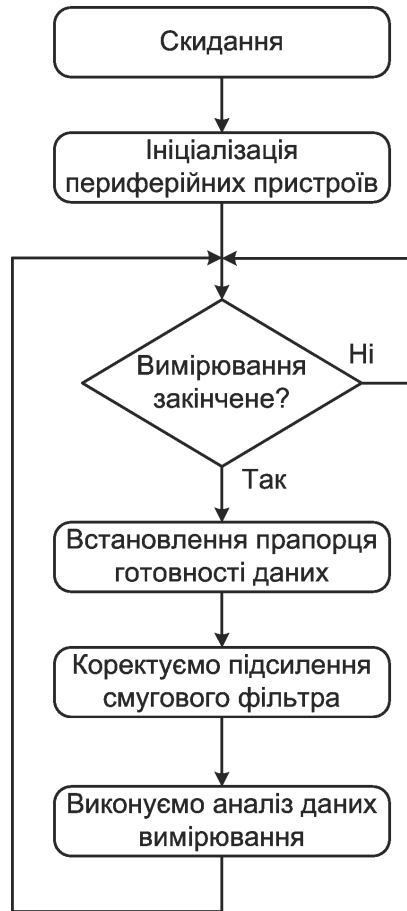 Скидання
Ініціалізація
периферійних пристроїв
Вимірювання
закінчене?
Ні
Так
Встановлення прапорця
готовності даних
Коректуємо підсилення
смугового фільтра
Виконуємо аналіз даних
вимірювання